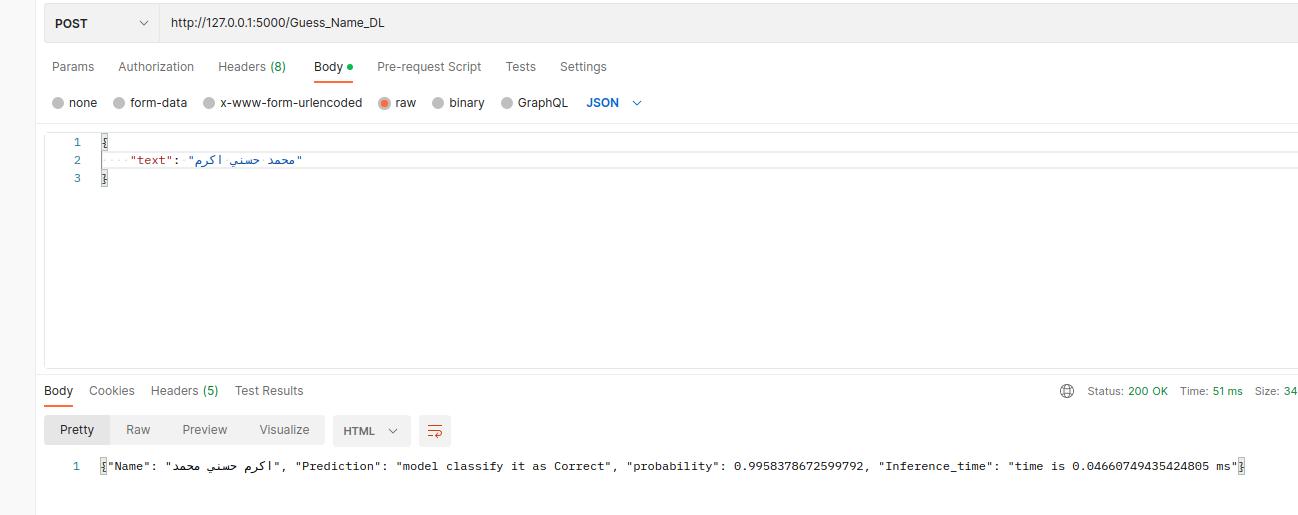 POST http://127.0.0.1:5000/Guess_Name_DL
Params Authorization Headers (8) Body Pre-request Script Tests Settings
none form-data x-www-form-urlencoded raw binary GraphQL JSON
1 {
2 "text": "محمد حسني اكرم"
3 }
Body Cookies Headers (5) Test Results Status: 200 OK Time: 51 ms Size: 34
Pretty Raw Preview Visualize HTML
1 {"Name": "اكرم حسني محمد", "Prediction": "model classify it as Correct", "probability": 0.9958378672599792, "Inference_time": "time is 0.04660749435424805 ms"}